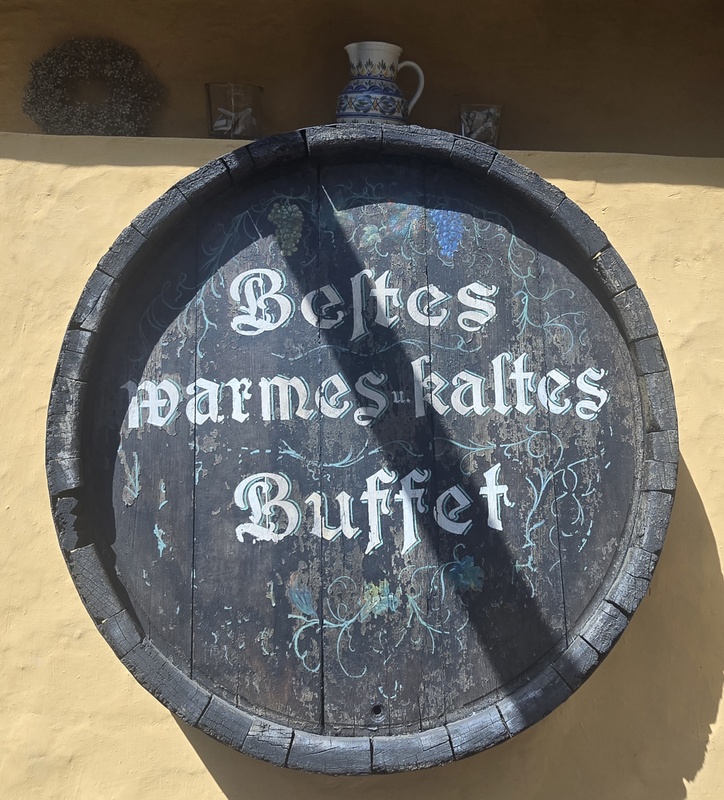 Beſtes
warmes u. kaltes
Buffet